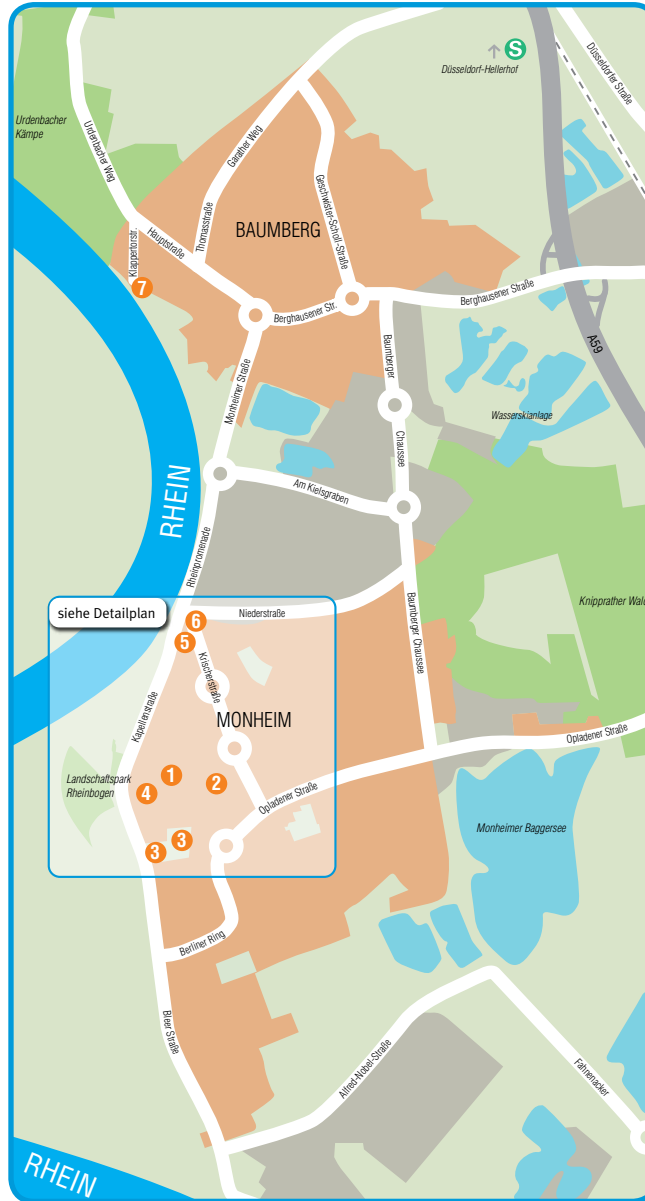 S
Düsseldorf-Hellerhof
Düsseldorfer Straße
Urdenbacher
Kämpe
Urdenbacher Weg
Garather Weg
Geschwister-Scholl-Straße
Thomasstraße
BAUMBERG
Hauptstraße
Klappertorstr.
7
Berghausener Str.
Berghausener Straße
A59
Monheimer Straße
Baumberger
Chaussee
Wasserskianlage
RHEIN
Am Kielsgraben
Rheinpromenade
siehe Detailplan
Niederstraße
6
5
Krischerstraße
Baumberger Chaussee
Knipprather Wald
Kapellenstraße
MONHEIM
Opladener Straße
Landschaftspark
Rheinbogen
1
2
4
Opladener Straße
3
3
Monheimer Baggersee
Berliner Ring
Bleer Straße
Alfred-Nobel-Straße
Fahnenacker
RHEIN